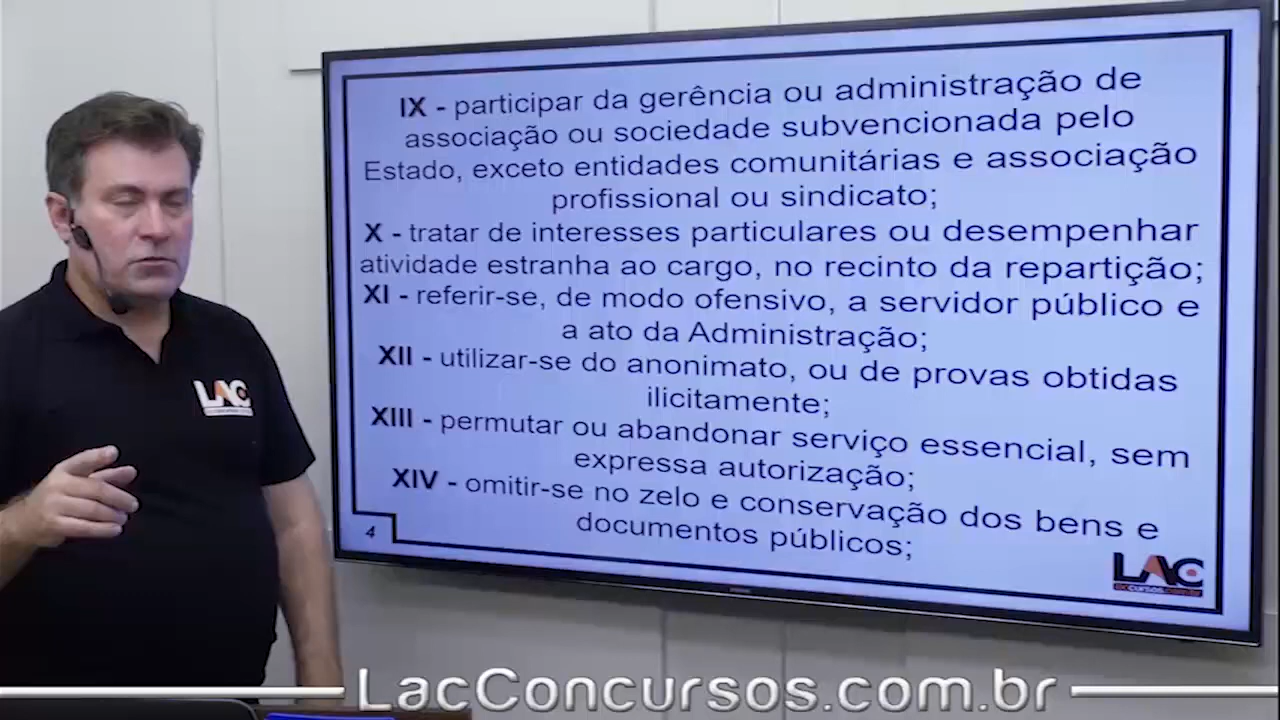 IX - participar da gerência ou administração de
associação ou sociedade subvencionada pelo
Estado, exceto entidades comunitárias e associação
profissional ou sindicato;
X - tratar de interesses particulares ou desempenhar
atividade estranha ao cargo, no recinto da repartição;
XI - referir-se, de modo ofensivo, a servidor público e
a ato da Administração;
XII - utilizar-se do anonimato, ou de provas obtidas
ilicitamente;
XIII - permutar ou abandonar serviço essencial, sem
expressa autorização;
XIV - omitir-se no zelo e conservação dos bens e
documentos públicos;
4
LAC
laccursos.com.br
LAC
LacConcursos.com.br